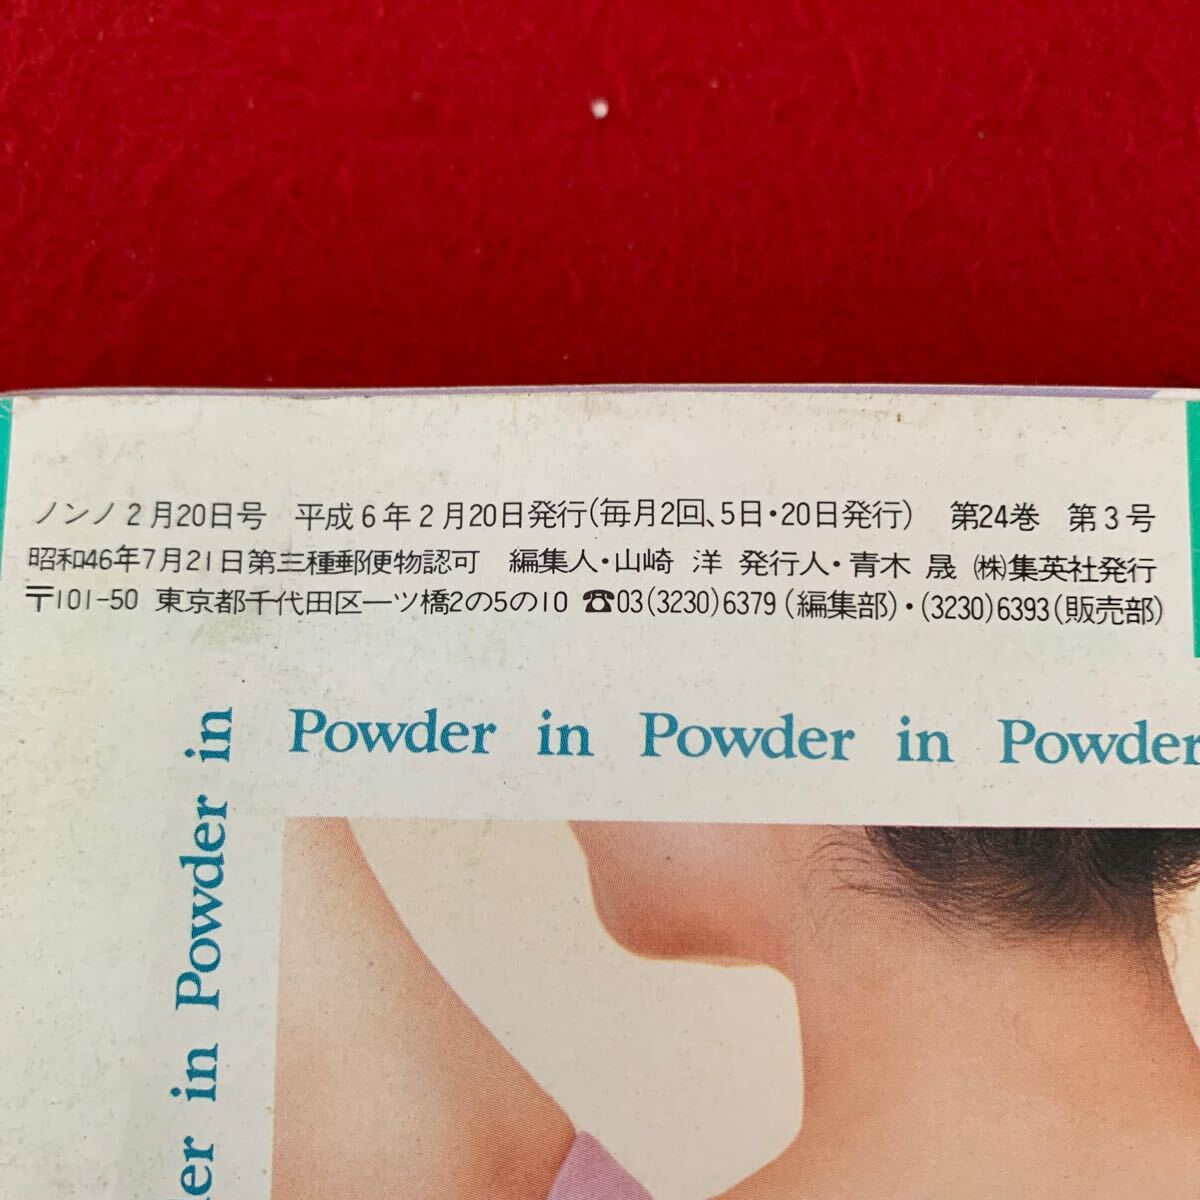 ノンノ2月20日号　平成6年2月20日発行(毎月2回、5日・20日発行)　第24巻　第3号
昭和46年7月21日第三種郵便物認可　編集人・山崎　洋　発行人・青木　晟　(株)集英社発行
〒101-50 東京都千代田区一ツ橋2の5の10 ☎03(3230)6379(編集部)・(3230)6393(販売部)
Powder in Powder in Powder
der in Powder in